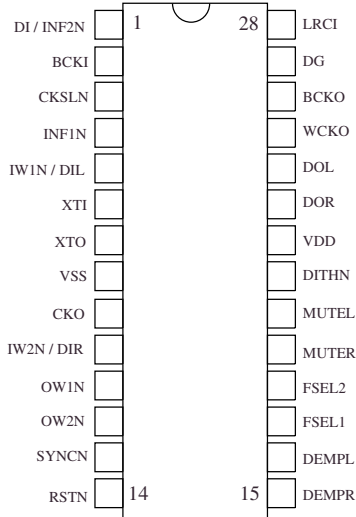 DI / INF2N 1 28 LRCI
BCKI DG
CKSLN BCKO
INF1N WCKO
IW1N / DIL DOL
XTI DOR
XTO VDD
VSS DITHN
CKO MUTEL
IW2N / DIR MUTER
OW1N FSEL2
OW2N FSEL1
SYNCN DEMPL
RSTN 14 15 DEMPR